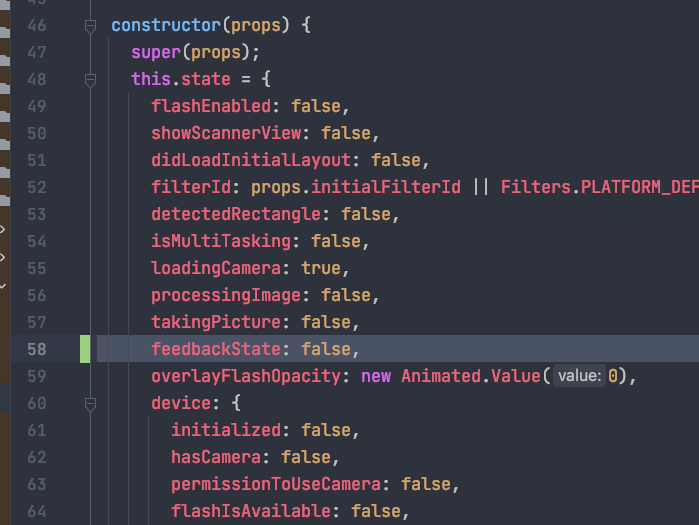 46 constructor(props) {
47 super(props);
48 this.state = {
49 flashEnabled: false,
50 showScannerView: false,
51 didLoadInitialLayout: false,
52 filterId: props.initialFilterId || Filters.PLATFORM_DEF
53 detectedRectangle: false,
54 isMultiTasking: false,
55 loadingCamera: true,
56 processingImage: false,
57 takingPicture: false,
58 feedbackState: false,
59 overlayFlashOpacity: new Animated.Value( value: 0),
60 device: {
61 initialized: false,
62 hasCamera: false,
63 permissionToUseCamera: false,
64 flashIsAvailable: false,